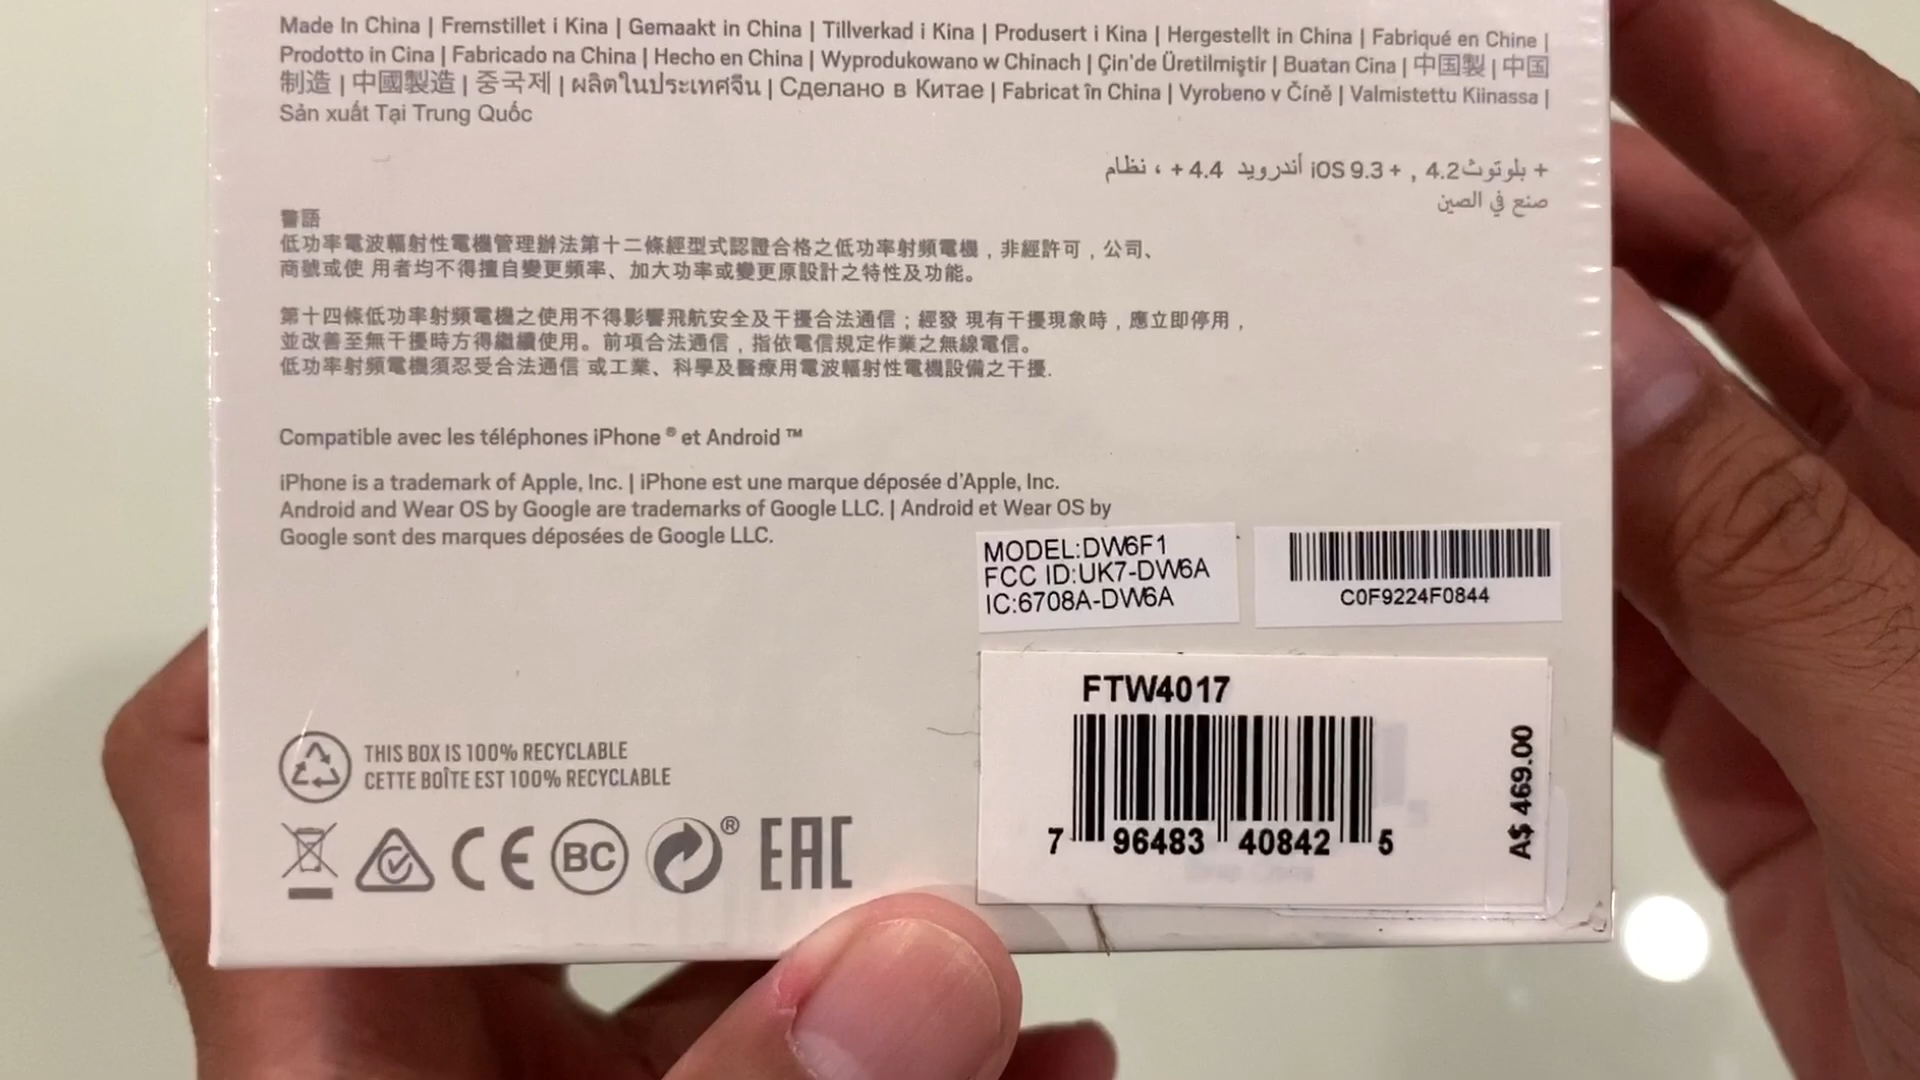 Made In China | Fremstillet i Kina | Gemaakt in China | Tillverkad i Kina | Produsert i Kina | Hergestellt in China | Fabriqué en Chine |
Prodotto in Cina | Fabricado na China | Hecho en China | Wyprodukowano w Chinach | Çin'de Üretilmiştir | Buatan Cina | 中国製 | 中国
制造 | 中國製造 | 중국제 | ผลิตในประเทศจีน | Сделано в Китае | Fabricat în China | Vyrobeno v Číně | Valmistettu Kiinassa |
Sản xuất Tại Trung Quốc
+ بلوتوث4.2 , +iOS 9.3 أندرويد 4.4 + ، نظام
صنع في الصين
警語
低功率電波輻射性電機管理辦法第十二條經型式認證合格之低功率射頻電機，非經許可，公司、
商號或使 用者均不得擅自變更頻率、加大功率或變更原設計之特性及功能。
第十四條低功率射頻電機之使用不得影響飛航安全及干擾合法通信；經發 現有干擾現象時，應立即停用，
並改善至無干擾時方得繼續使用。前項合法通信，指依電信規定作業之無線電信。
低功率射頻電機須忍受合法通信 或工業、科學及醫療用電波輻射性電機設備之干擾.
Compatible avec les téléphones iPhone ® et Android ™
iPhone is a trademark of Apple, Inc. | iPhone est une marque déposée d'Apple, Inc.
Android and Wear OS by Google are trademarks of Google LLC. | Android et Wear OS by
Google sont des marques déposées de Google LLC.
MODEL:DW6F1
FCC ID:UK7-DW6A
IC:6708A-DW6A
C0F9224F0844
FTW4017
7 96483 40842 5
A$ 469.00
THIS BOX IS 100% RECYCLABLE
CETTE BOÎTE EST 100% RECYCLABLE
CE BC ® EAC